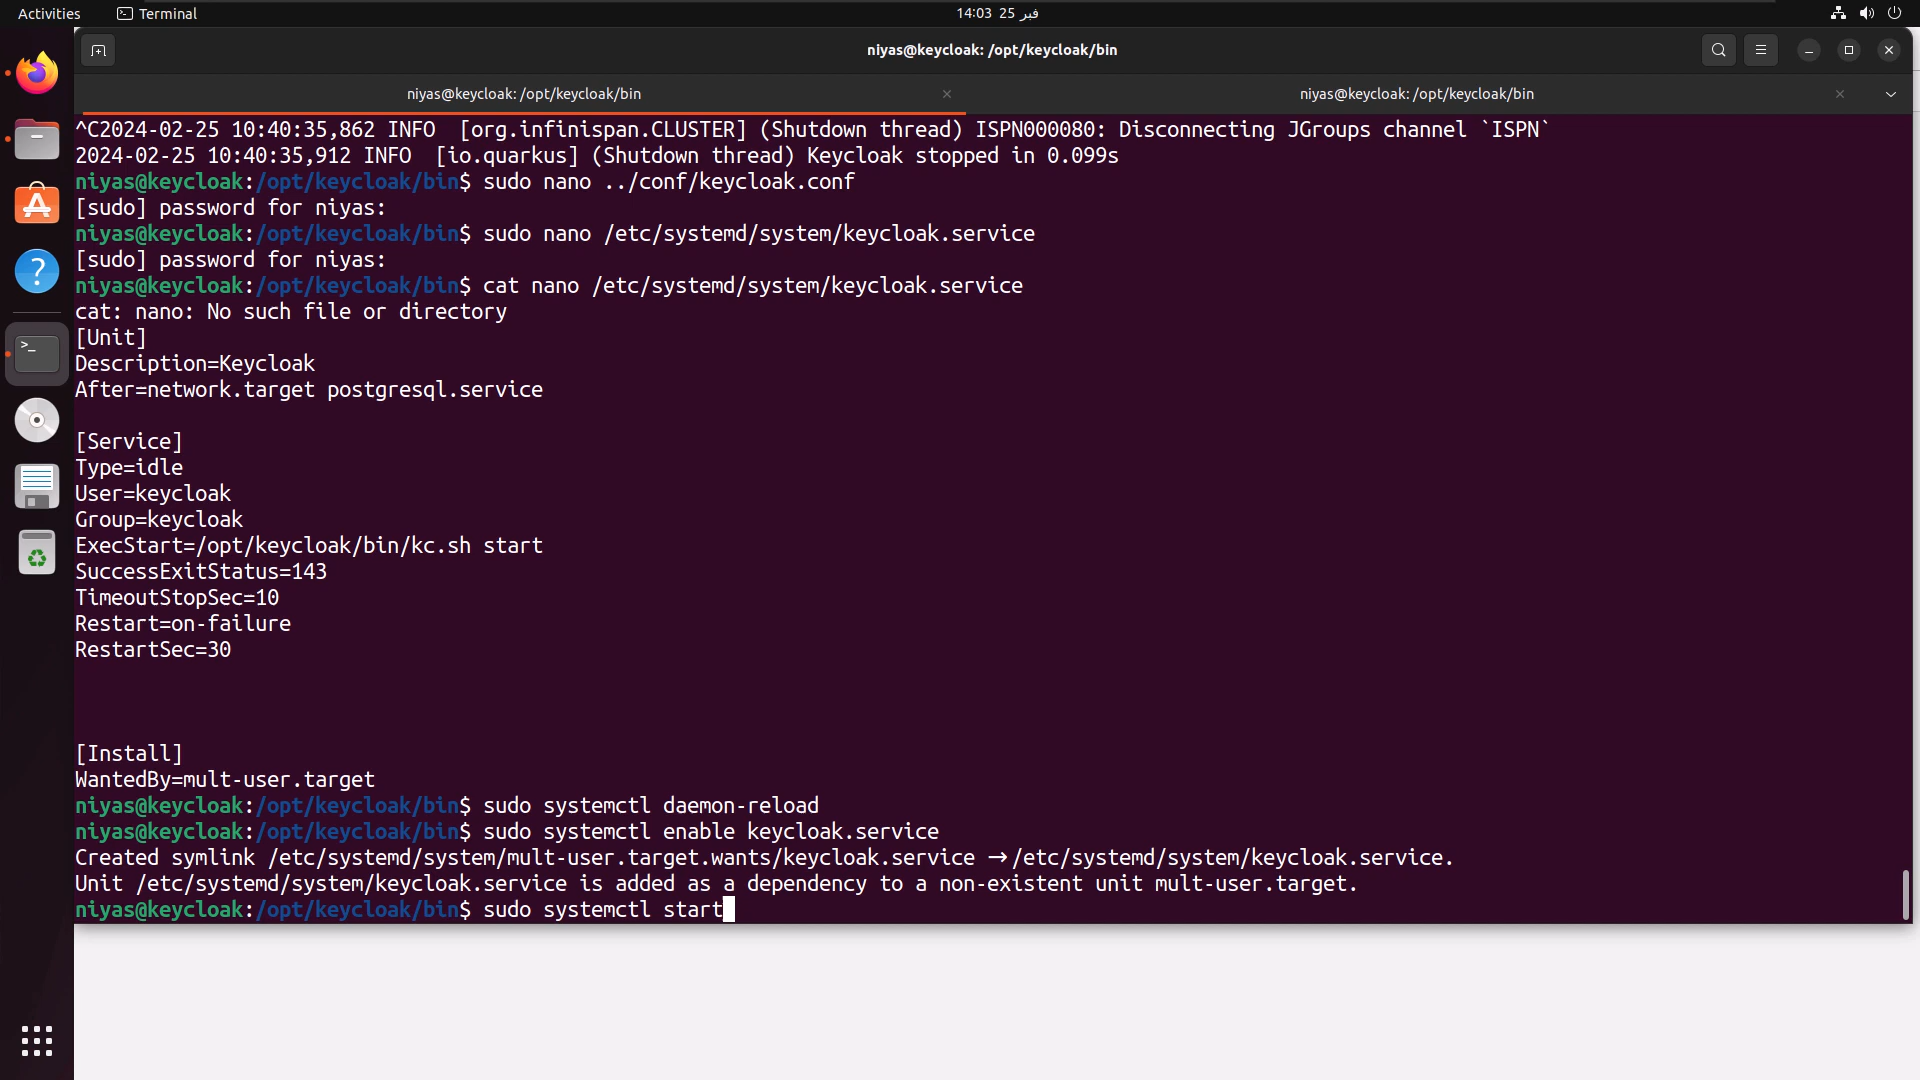 Activities
Terminal
14:03 25 فبر
niyas@keycloak: /opt/keycloak/bin
niyas@keycloak: /opt/keycloak/bin
niyas@keycloak: /opt/keycloak/bin
^C2024-02-25 10:40:35,862 INFO  [org.infinispan.CLUSTER] (Shutdown thread) ISPN000080: Disconnecting JGroups channel `ISPN`
2024-02-25 10:40:35,912 INFO  [io.quarkus] (Shutdown thread) Keycloak stopped in 0.099s
niyas@keycloak:/opt/keycloak/bin$ sudo nano ../conf/keycloak.conf
[sudo] password for niyas:
niyas@keycloak:/opt/keycloak/bin$ sudo nano /etc/systemd/system/keycloak.service
[sudo] password for niyas:
niyas@keycloak:/opt/keycloak/bin$ cat nano /etc/systemd/system/keycloak.service
cat: nano: No such file or directory
[Unit]
Description=Keycloak
After=network.target postgresql.service
[Service]
Type=idle
User=keycloak
Group=keycloak
ExecStart=/opt/keycloak/bin/kc.sh start
SuccessExitStatus=143
TimeoutStopSec=10
Restart=on-failure
RestartSec=30
[Install]
WantedBy=mult-user.target
niyas@keycloak:/opt/keycloak/bin$ sudo systemctl daemon-reload
niyas@keycloak:/opt/keycloak/bin$ sudo systemctl enable keycloak.service
Created symlink /etc/systemd/system/mult-user.target.wants/keycloak.service → /etc/systemd/system/keycloak.service.
Unit /etc/systemd/system/keycloak.service is added as a dependency to a non-existent unit mult-user.target.
niyas@keycloak:/opt/keycloak/bin$ sudo systemctl start